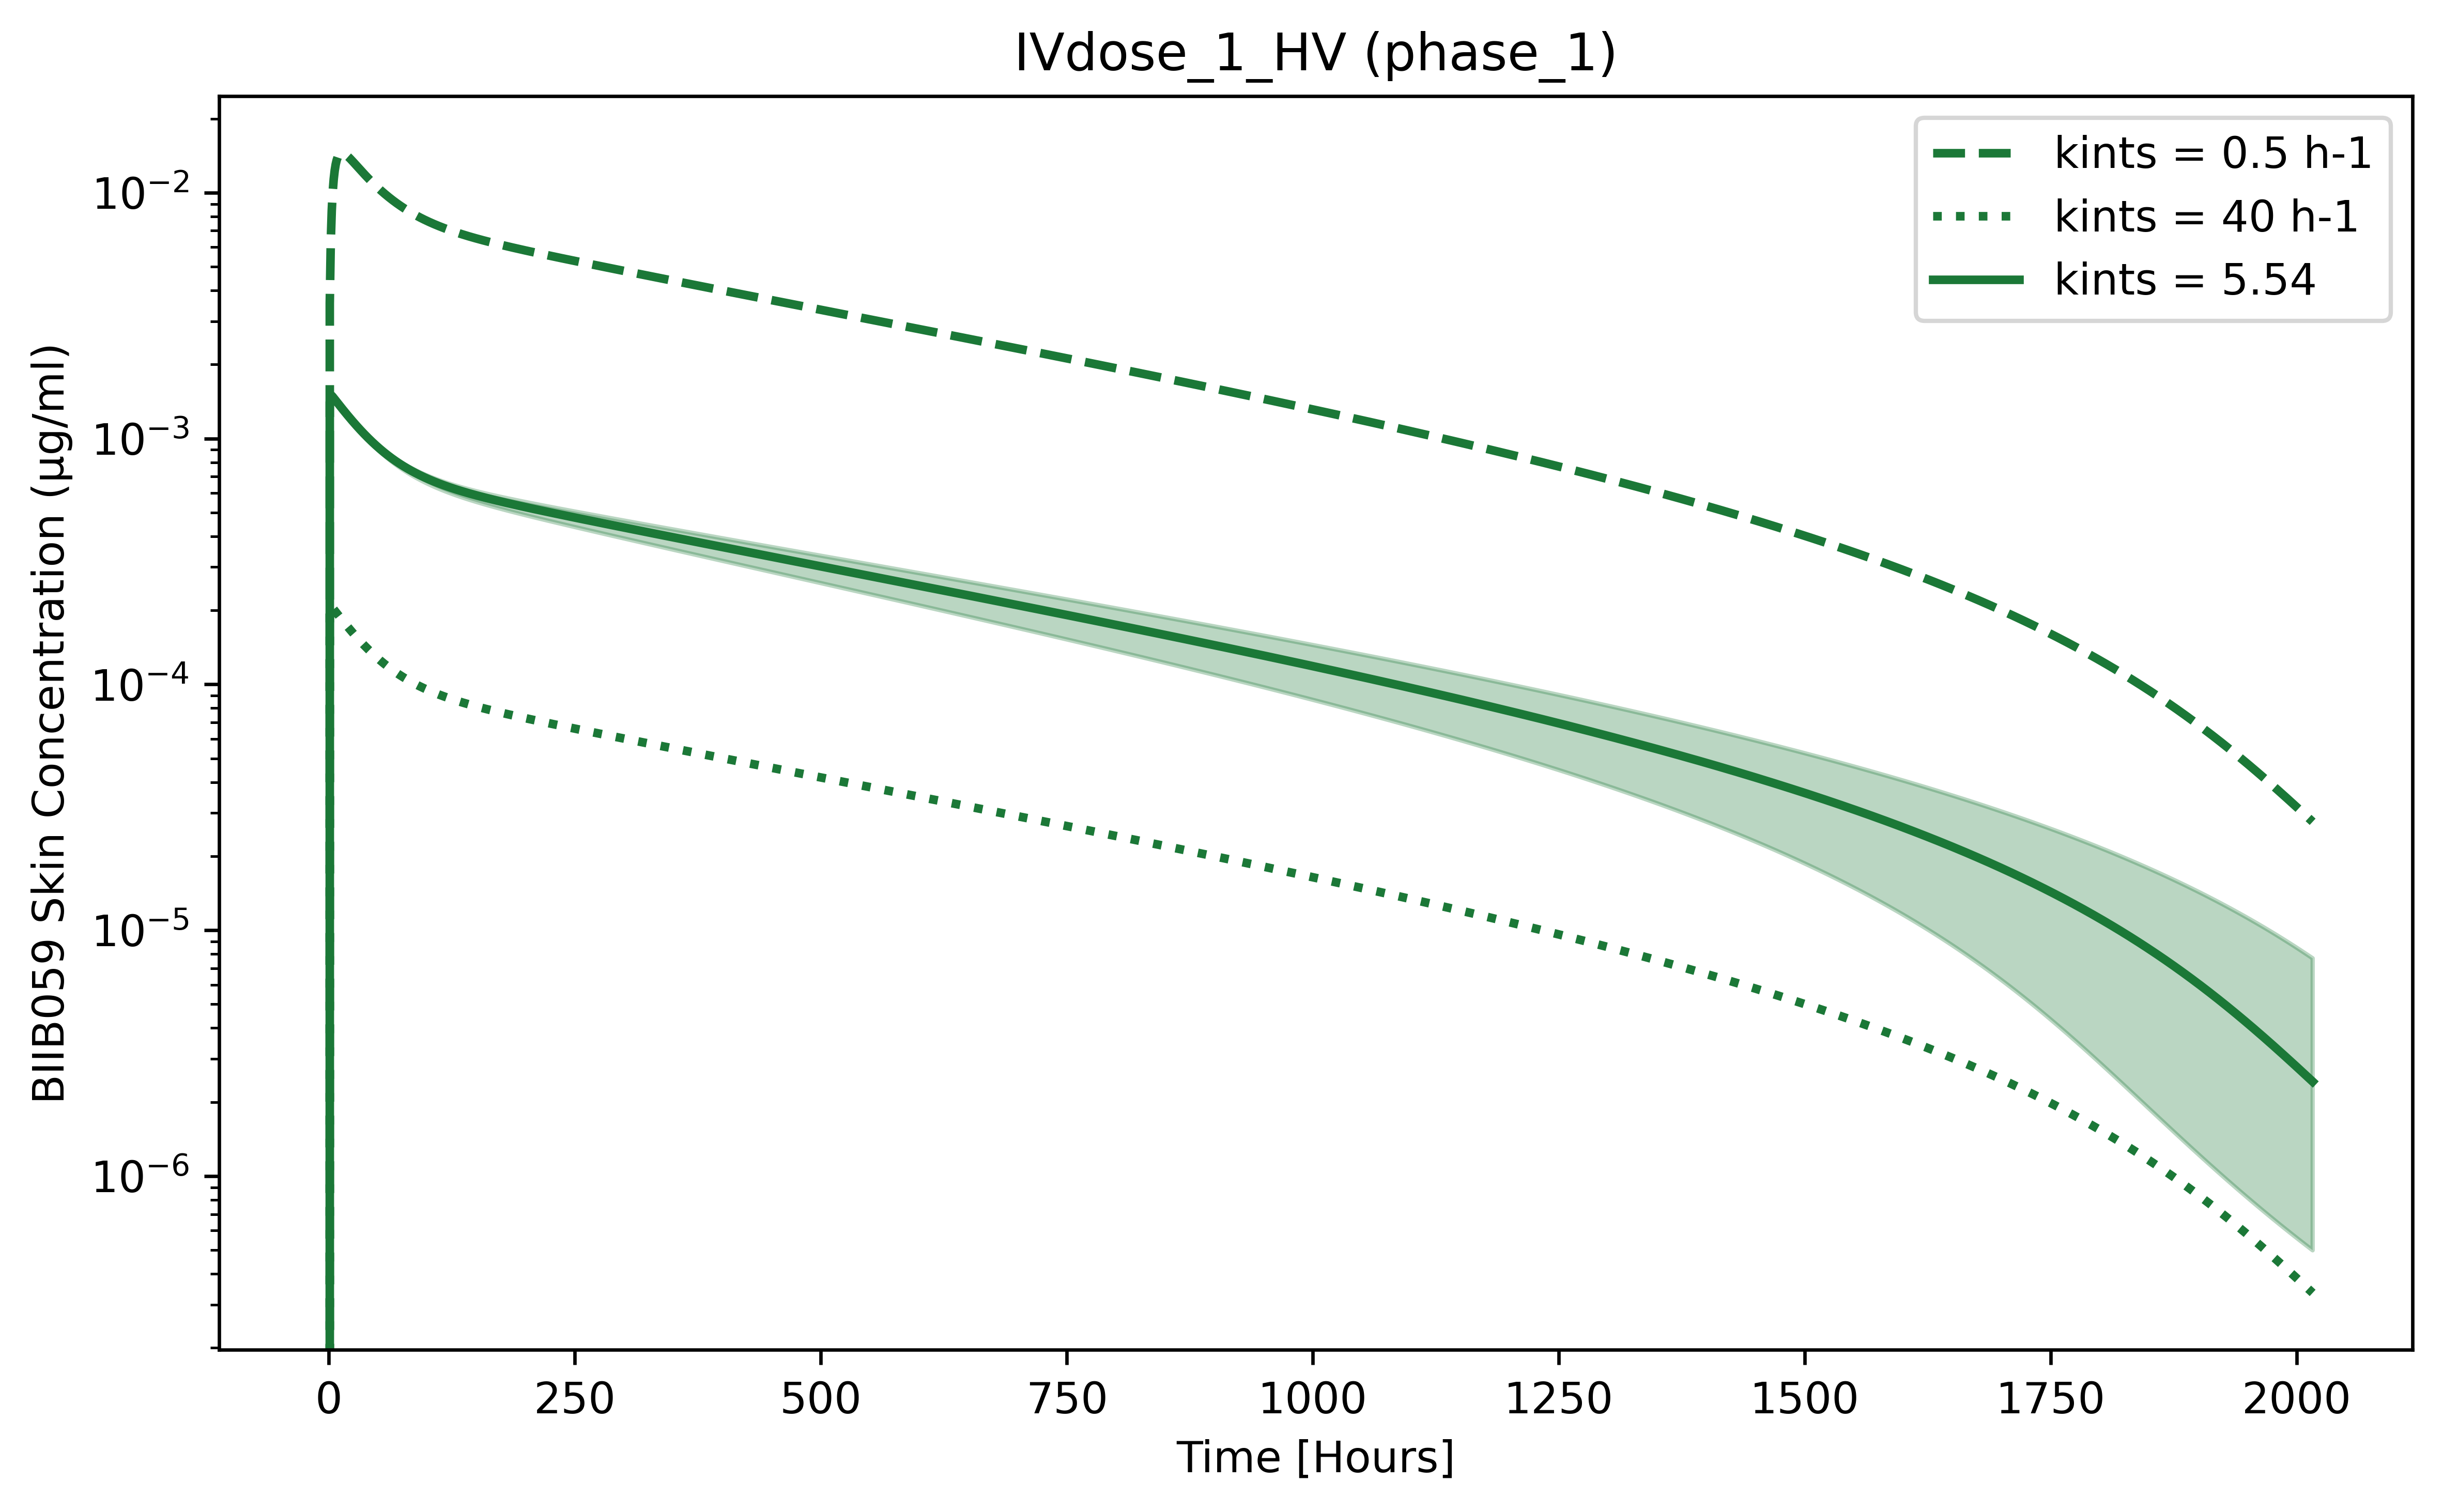 IVdose_1_HV (phase_1)
kints = 0.5 h-1
kints = 40 h-1
kints = 5.54
BIIB059 Skin Concentration (µg/ml)
10⁻²
10⁻³
10⁻⁴
10⁻⁵
10⁻⁶
0 250 500 750 1000 1250 1500 1750 2000
Time [Hours]